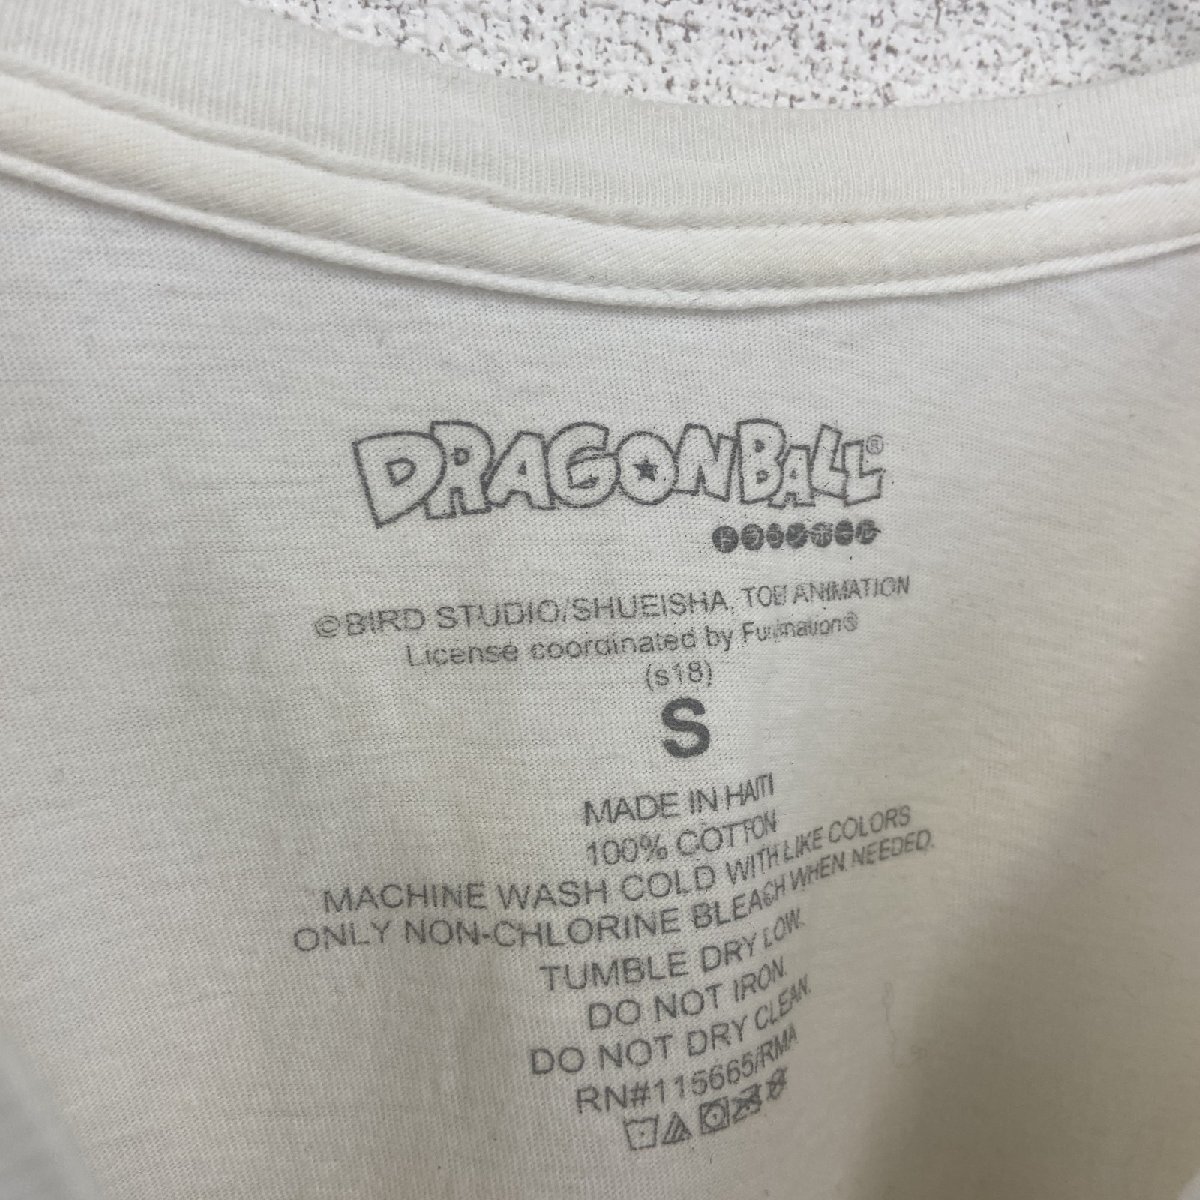 DRAGONBALL®
ドラゴンボール
©BIRD STUDIO/SHUEISHA, TOEI ANIMATION
License coordinated by Funimation®
(s18)
S
MADE IN HAITI
100% COTTON
MACHINE WASH COLD WITH LIKE COLORS
ONLY NON-CHLORINE BLEACH WHEN NEEDED.
TUMBLE DRY LOW.
DO NOT IRON.
DO NOT DRY CLEAN.
RN#115665/RMA